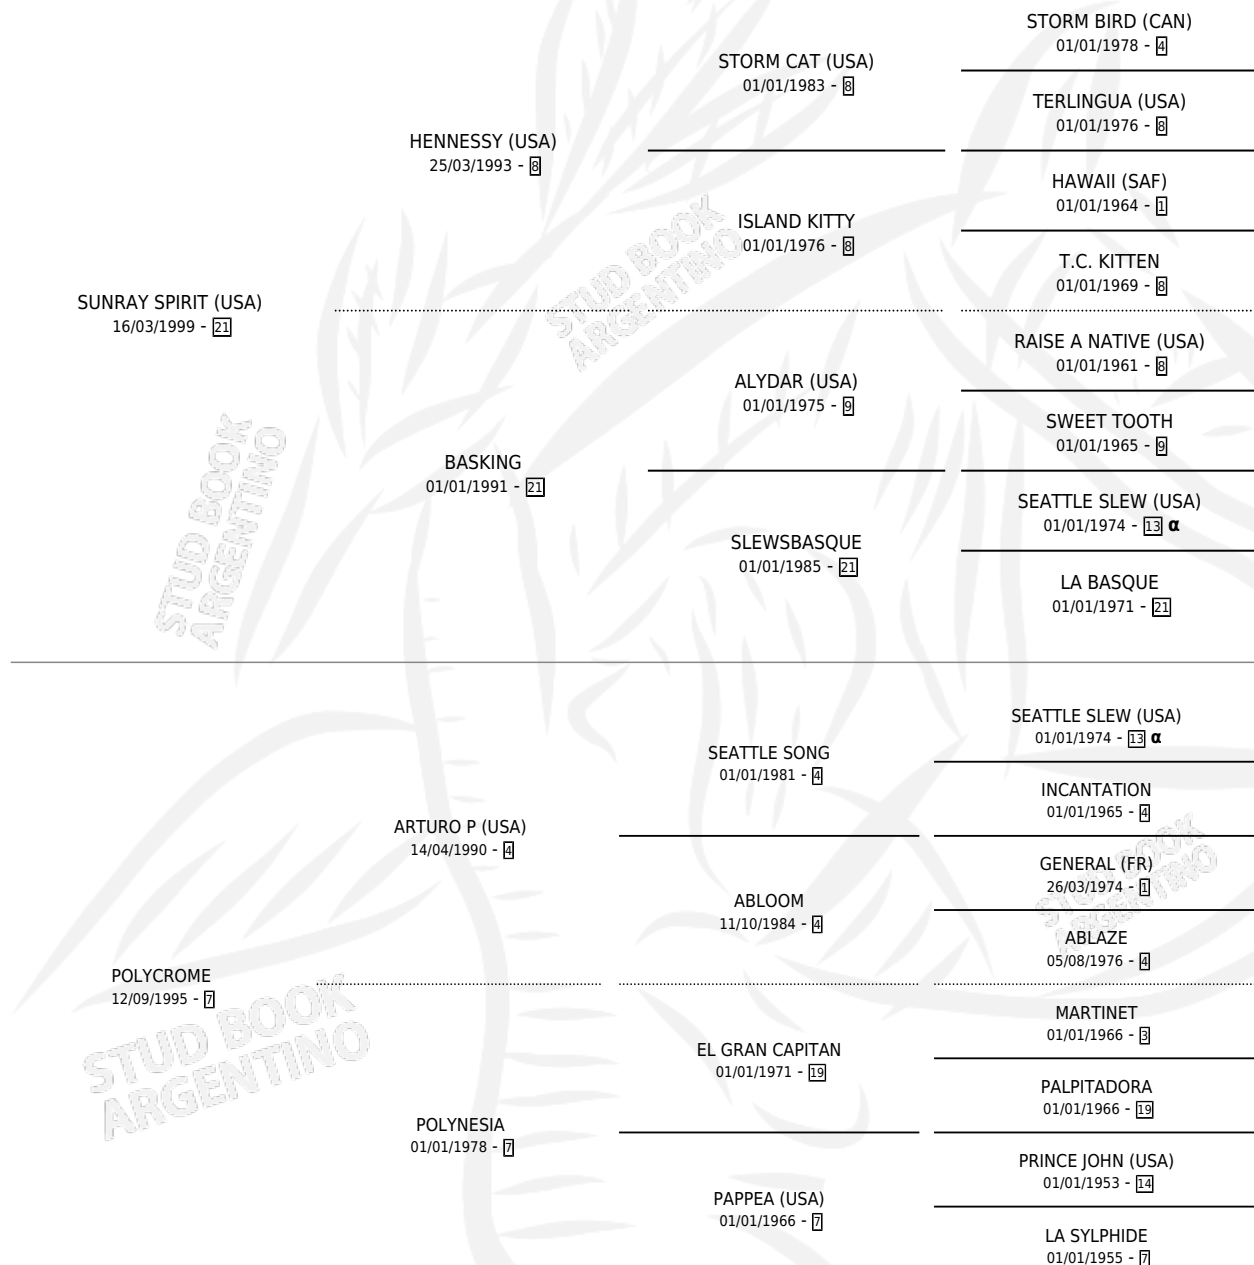 STORM BIRD (CAN)
01/01/1978 - 4
STORM CAT (USA)
01/01/1983 - 8
TERLINGUA (USA)
01/01/1976 - 8
HENNESSY (USA)
25/03/1993 - 8
HAWAII (SAF)
01/01/1964 - 1
ISLAND KITTY
01/01/1976 - 8
T.C. KITTEN
01/01/1969 - 8
SUNRAY SPIRIT (USA)
16/03/1999 - 21
RAISE A NATIVE (USA)
01/01/1961 - 8
ALYDAR (USA)
01/01/1975 - 9
SWEET TOOTH
01/01/1965 - 9
BASKING
01/01/1991 - 21
SEATTLE SLEW (USA)
01/01/1974 - 13 α
SLEWSBASQUE
01/01/1985 - 21
LA BASQUE
01/01/1971 - 21
SEATTLE SLEW (USA)
01/01/1974 - 13 α
SEATTLE SONG
01/01/1981 - 4
INCANTATION
01/01/1965 - 4
ARTURO P (USA)
14/04/1990 - 4
GENERAL (FR)
26/03/1974 - 1
ABLOOM
11/10/1984 - 4
ABLAZE
05/08/1976 - 4
POLYCROME
12/09/1995 - 7
MARTINET
01/01/1966 - 3
EL GRAN CAPITAN
01/01/1971 - 19
PALPITADORA
01/01/1966 - 19
POLYNESIA
01/01/1978 - 7
PRINCE JOHN (USA)
01/01/1953 - 14
PAPPEA (USA)
01/01/1966 - 7
LA SYLPHIDE
01/01/1955 - 7
STUD BOOK
ARGENTINO
STUD BOOK
ARGENTINO
STUD BOOK
ARGENTINO
STUD BOOK
ARGENTINO